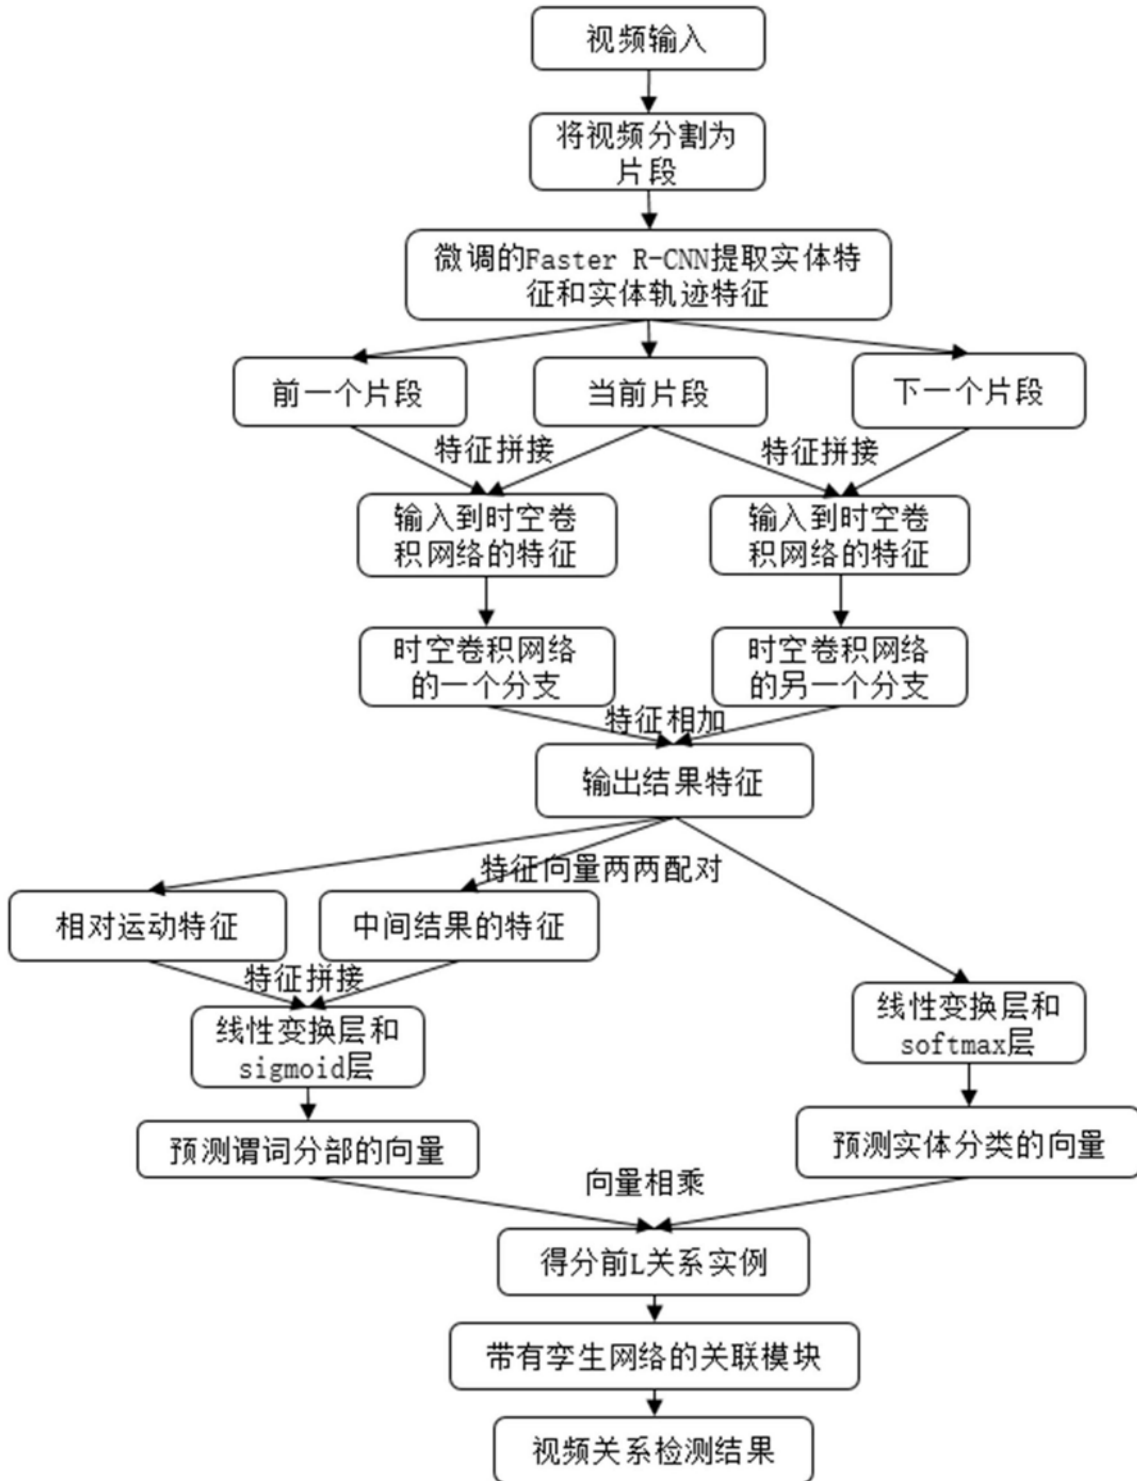 视频输入
将视频分割为
片段
微调的Faster R-CNN提取实体特
征和实体轨迹特征
前一个片段
当前片段
下一个片段
特征拼接
特征拼接
输入到时空卷
积网络的特征
输入到时空卷
积网络的特征
时空卷积网络
的一个分支
时空卷积网络
的另一个分支
特征相加
输出结果特征
特征向量两两配对
相对运动特征
中间结果的特征
特征拼接
线性变换层和
sigmoid层
线性变换层和
softmax层
预测谓词分部的向量
预测实体分类的向量
向量相乘
得分前L关系实例
带有孪生网络的关联模块
视频关系检测结果